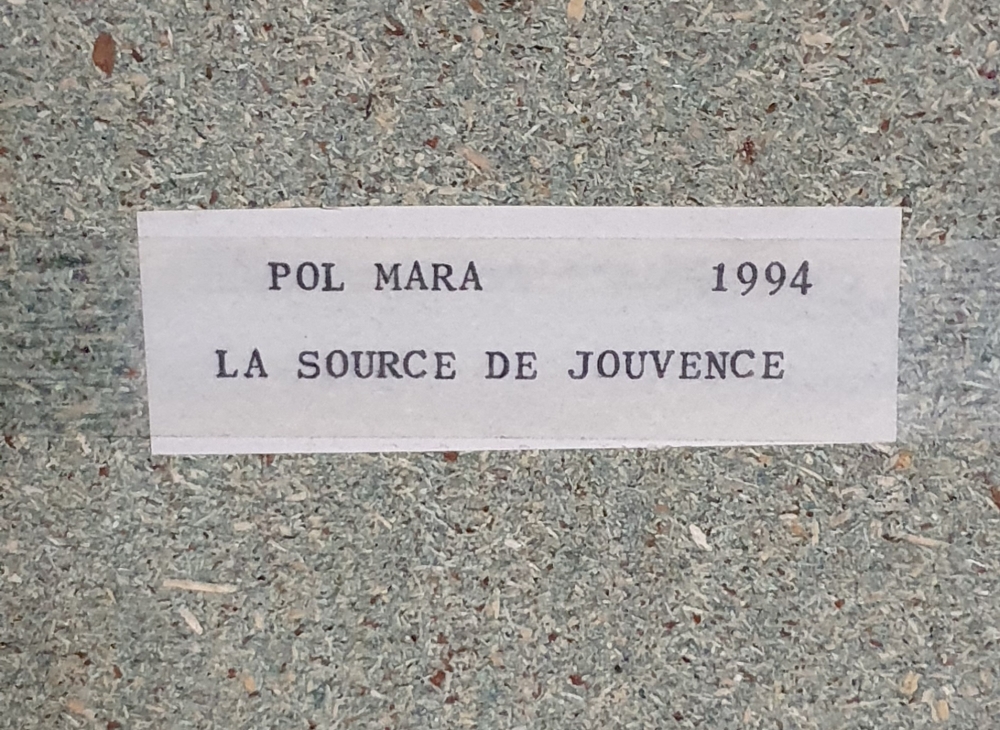 POL MARA 1994
LA SOURCE DE JOUVENCE